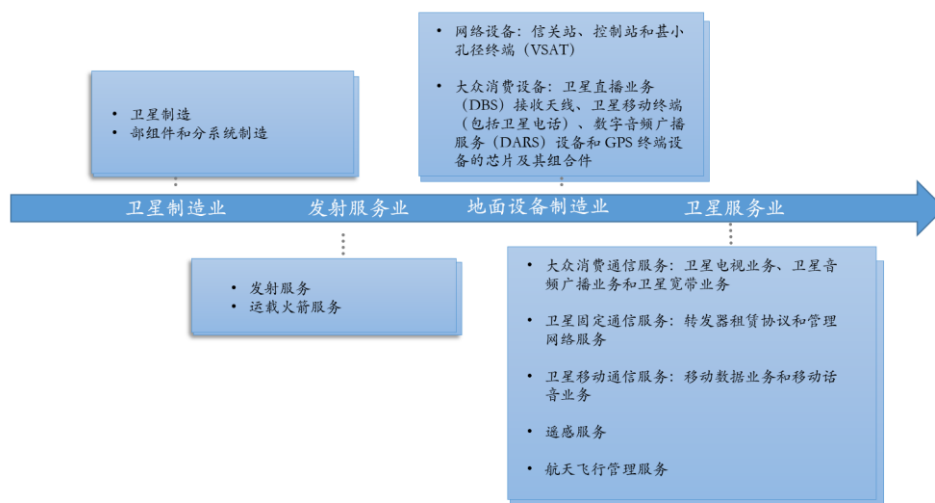 • 网络设备：信关站、控制站和甚小
孔径终端（VSAT）
• 大众消费设备：卫星直播业务
（DBS）接收天线、卫星移动终端
（包括卫星电话）、数字音频广播
服务（DARS）设备和 GPS 终端设
备的芯片及其组合件
• 卫星制造
• 部组件和分系统制造
卫星制造业
发射服务业
地面设备制造业
卫星服务业
• 发射服务
• 运载火箭服务
• 大众消费通信服务：卫星电视业务、卫星音
频广播业务和卫星宽带业务
• 卫星固定通信服务：转发器租赁协议和管理
网络服务
• 卫星移动通信服务：移动数据业务和移动话
音业务
• 遥感服务
• 航天飞行管理服务